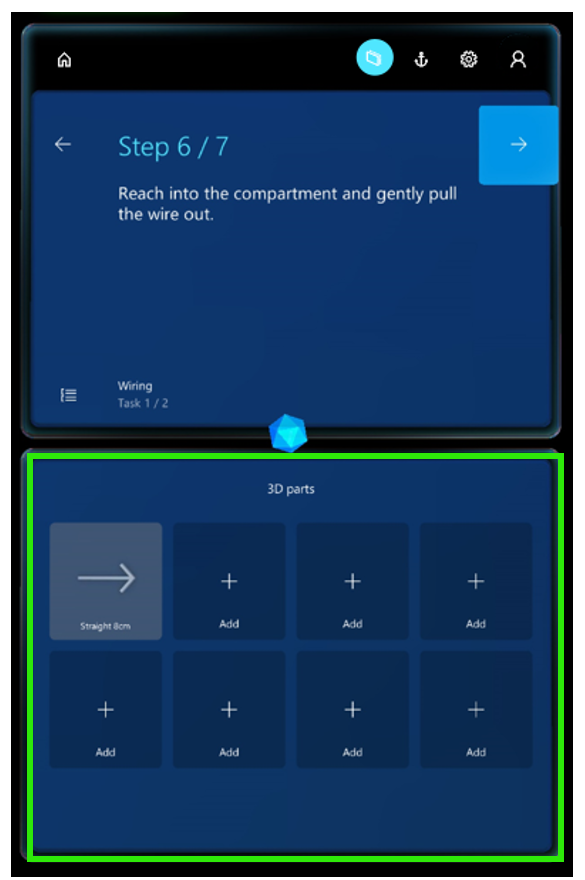 Step 6 / 7
Reach into the compartment and gently pull
the wire out.
Wiring
Task 1 / 2
3D parts
Straight 8cm
Add
Add
Add
Add
Add
Add
Add